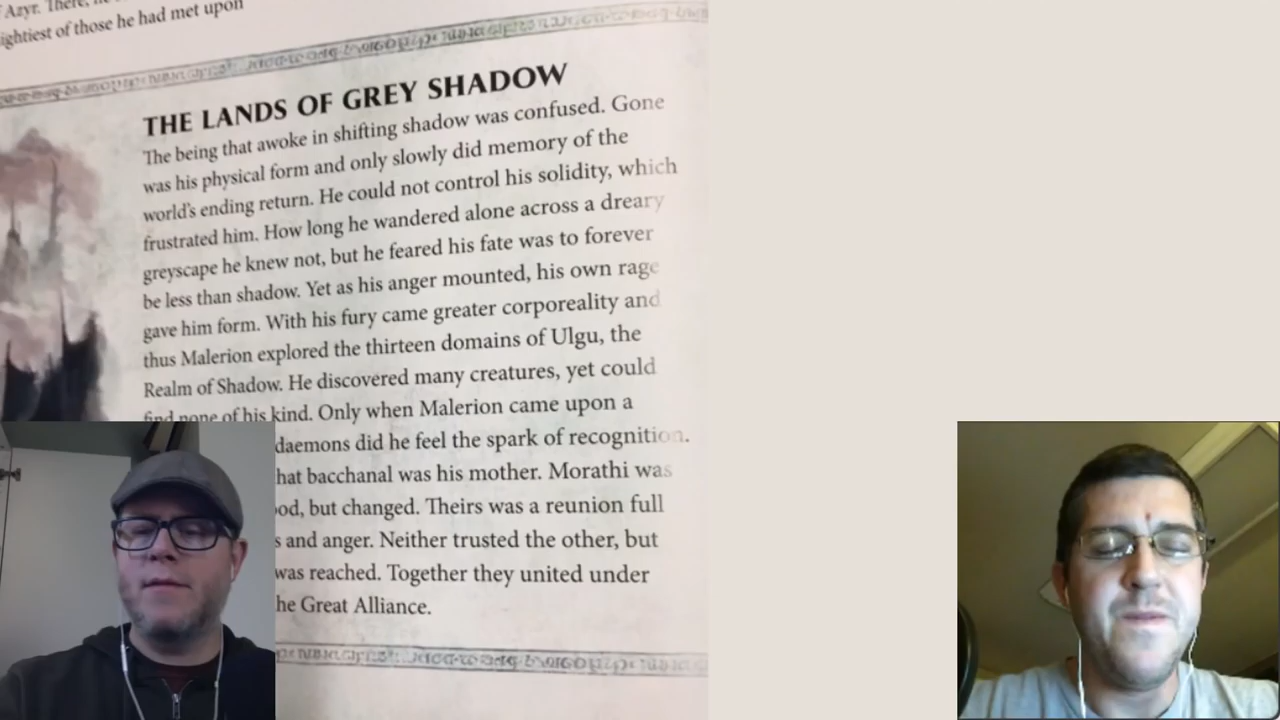 Azyr. There,
ightiest of those he had met upon
THE LANDS OF GREY SHADOW
The being that awoke in shifting shadow was confused. Gone
was his physical form and only slowly did memory of the
world's ending return. He could not control his solidity, which
frustrated him. How long he wandered alone across a dreary
greyscape he knew not, but he feared his fate was to forever
be less than shadow. Yet as his anger mounted, his own rage
gave him form. With his fury came greater corporeality and
thus Malerion explored the thirteen domains of Ulgu, the
Realm of Shadow. He discovered many creatures, yet could
find none of his kind. Only when Malerion came upon a
daemons did he feel the spark of recognition.
hat bacchanal was his mother. Morathi was
od, but changed. Theirs was a reunion full
s and anger. Neither trusted the other, but
was reached. Together they united under
he Great Alliance.